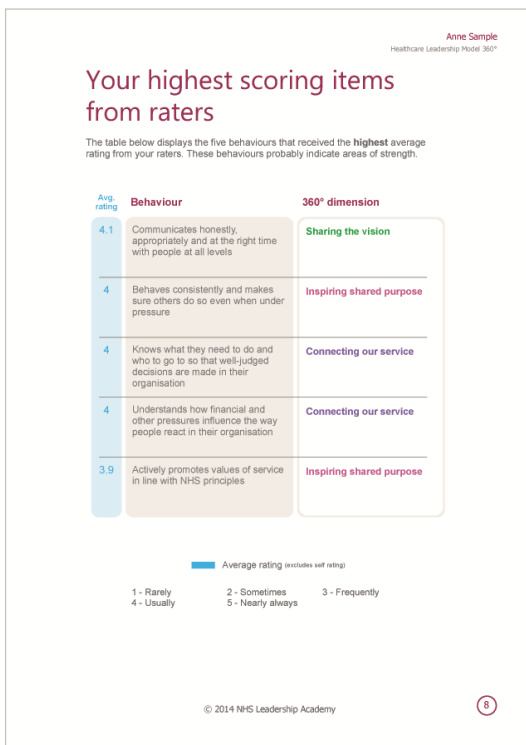 Anne Sample
Healthcare Leadership Model 360°
Your highest scoring items
from raters
The table below displays the five behaviours that received the highest average
rating from your raters. These behaviours probably indicate areas of strength.
Avg.
rating
Behaviour
360° dimension
4.1
Communicates honestly,
appropriately and at the right time
with people at all levels
Sharing the vision
4
Behaves consistently and makes
sure others do so even when under
pressure
Inspiring shared purpose
4
Knows what they need to do and
who to go to so that well-judged
decisions are made in their
organisation
Connecting our service
4
Understands how financial and
other pressures influence the way
people react in their organisation
Connecting our service
3.9
Actively promotes values of service
in line with NHS principles
Inspiring shared purpose
Average rating (excludes self rating)
1 - Rarely 2 - Sometimes 3 - Frequently
4 - Usually 5 - Nearly always
© 2014 NHS Leadership Academy
8